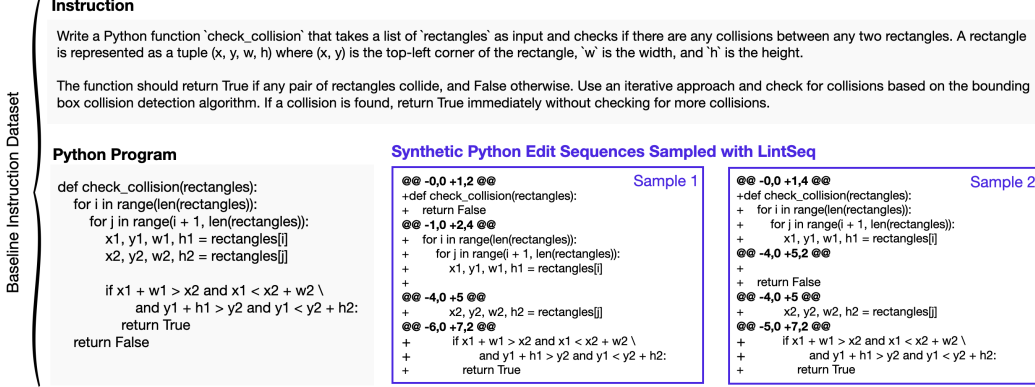 Instruction
Write a Python function `check_collision` that takes a list of `rectangles` as input and checks if there are any collisions between any two rectangles. A rectangle
is represented as a tuple (x, y, w, h) where (x, y) is the top-left corner of the rectangle, `w` is the width, and `h` is the height.
The function should return True if any pair of rectangles collide, and False otherwise. Use an iterative approach and check for collisions based on the bounding
box collision detection algorithm. If a collision is found, return True immediately without checking for more collisions.
Baseline Instruction Dataset
Python Program
def check_collision(rectangles):
for i in range(len(rectangles)):
for j in range(i + 1, len(rectangles)):
x1, y1, w1, h1 = rectangles[i]
x2, y2, w2, h2 = rectangles[j]
if x1 + w1 > x2 and x1 < x2 + w2 \
and y1 + h1 > y2 and y1 < y2 + h2:
return True
return False
Synthetic Python Edit Sequences Sampled with LintSeq
Sample 1
@@ -0,0 +1,2 @@
+def check_collision(rectangles):
+ return False
@@ -1,0 +2,4 @@
+ for i in range(len(rectangles)):
+ for j in range(i + 1, len(rectangles)):
+ x1, y1, w1, h1 = rectangles[i]
+
@@ -4,0 +5 @@
+ x2, y2, w2, h2 = rectangles[j]
@@ -6,0 +7,2 @@
+ if x1 + w1 > x2 and x1 < x2 + w2 \
+ and y1 + h1 > y2 and y1 < y2 + h2:
+ return True
Sample 2
@@ -0,0 +1,4 @@
+def check_collision(rectangles):
+ for i in range(len(rectangles)):
+ for j in range(i + 1, len(rectangles)):
+ x1, y1, w1, h1 = rectangles[i]
@@ -4,0 +5,2 @@
+
+ return False
@@ -4,0 +5 @@
+ x2, y2, w2, h2 = rectangles[j]
@@ -5,0 +7,2 @@
+ if x1 + w1 > x2 and x1 < x2 + w2 \
+ and y1 + h1 > y2 and y1 < y2 + h2:
+ return True